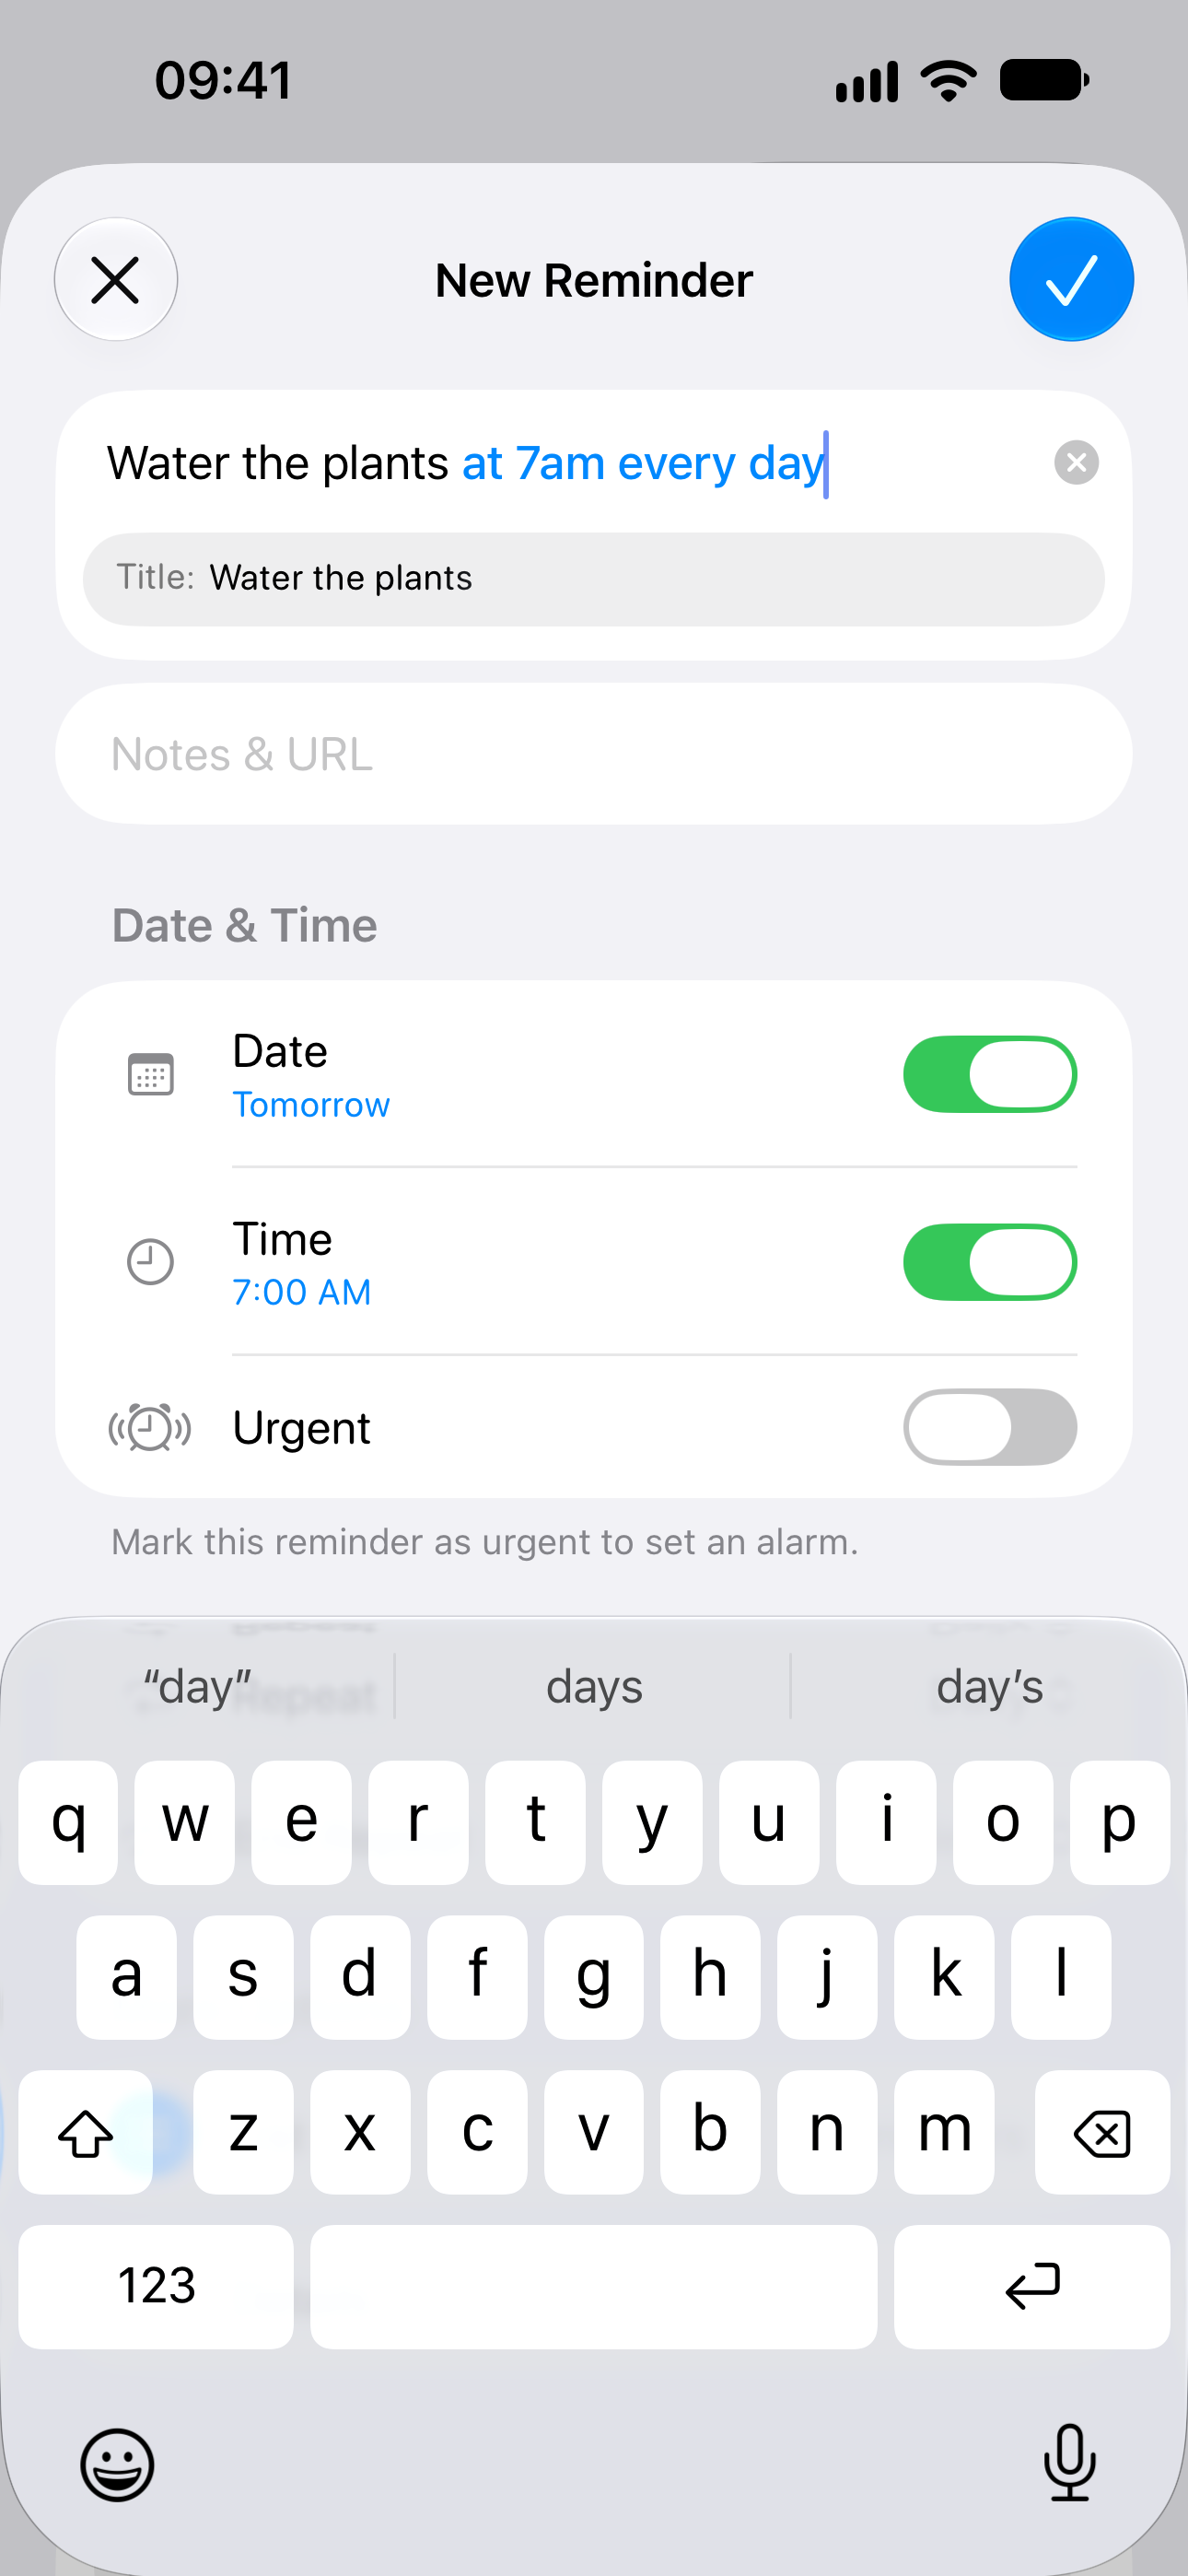 09:41
New Reminder
Water the plants at 7am every day
Title: Water the plants
Notes & URL
Date & Time
Date
Tomorrow
Time
7:00 AM
Urgent
Mark this reminder as urgent to set an alarm.
Repeat
“day” days day’s
q w e r t y u i o p
a s d f g h j k l
z x c v b n m
123